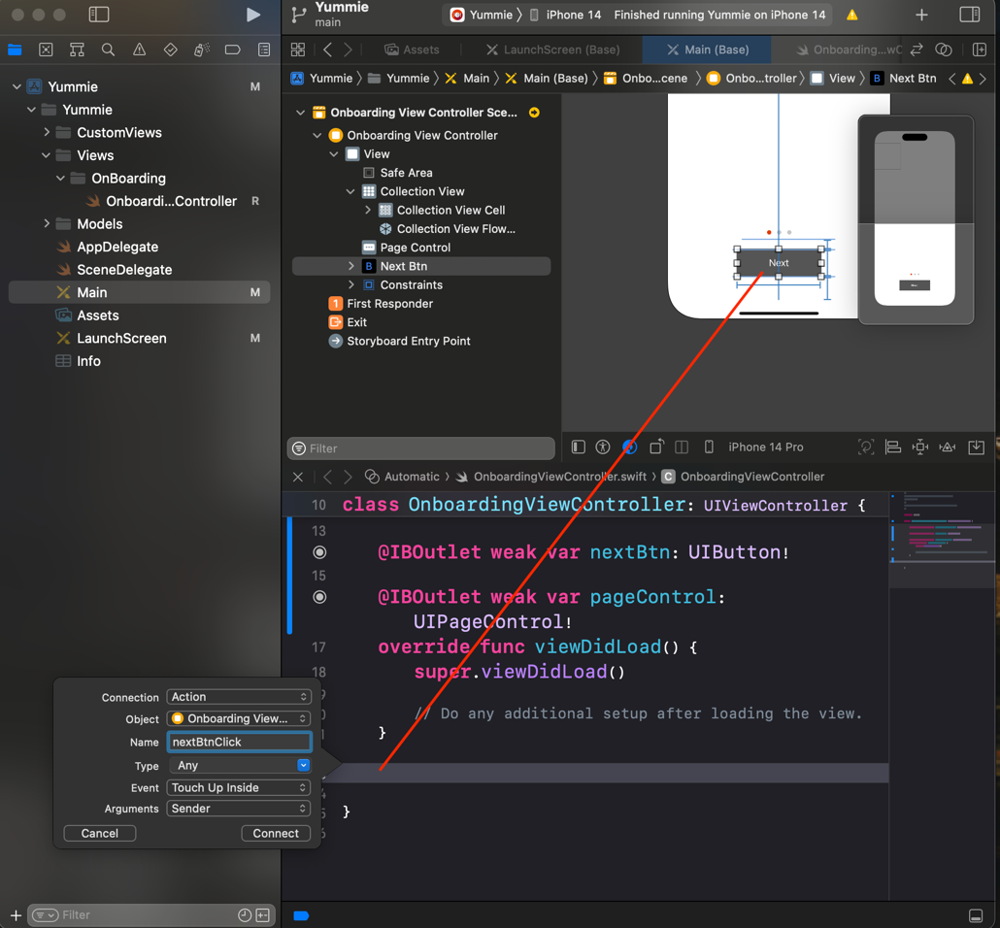 Yummie
main
Yummie
iPhone 14
Finished running Yummie on iPhone 14
Assets
LaunchScreen (Base)
Main (Base)
Onboarding...wC
Yummie
Yummie
Main
Main (Base)
Onbo...cene
Onbo...troller
View
B
Next Btn
Yummie
M
Yummie
CustomViews
Views
OnBoarding
Onboardi...Controller
R
Models
AppDelegate
SceneDelegate
Main
M
Assets
LaunchScreen
M
Info
Onboarding View Controller Sce...
Onboarding View Controller
View
Safe Area
Collection View
Collection View Cell
Collection View Flow...
Page Control
B
Next Btn
Constraints
1
First Responder
Exit
Storyboard Entry Point
Filter
Next
iPhone 14 Pro
Automatic
OnboardingViewController.swift
C
OnboardingViewController
10 class OnboardingViewController: UIViewController {
13
@IBOutlet weak var nextBtn: UIButton!
15
@IBOutlet weak var pageControl:
UIPageControl!
17 override func viewDidLoad() {
18 super.viewDidLoad()
// Do any additional setup after loading the view.
}
}
Connection
Action
Object
Onboarding View...
Name
nextBtnClick
Type
Any
Event
Touch Up Inside
Arguments
Sender
Cancel
Connect
Filter